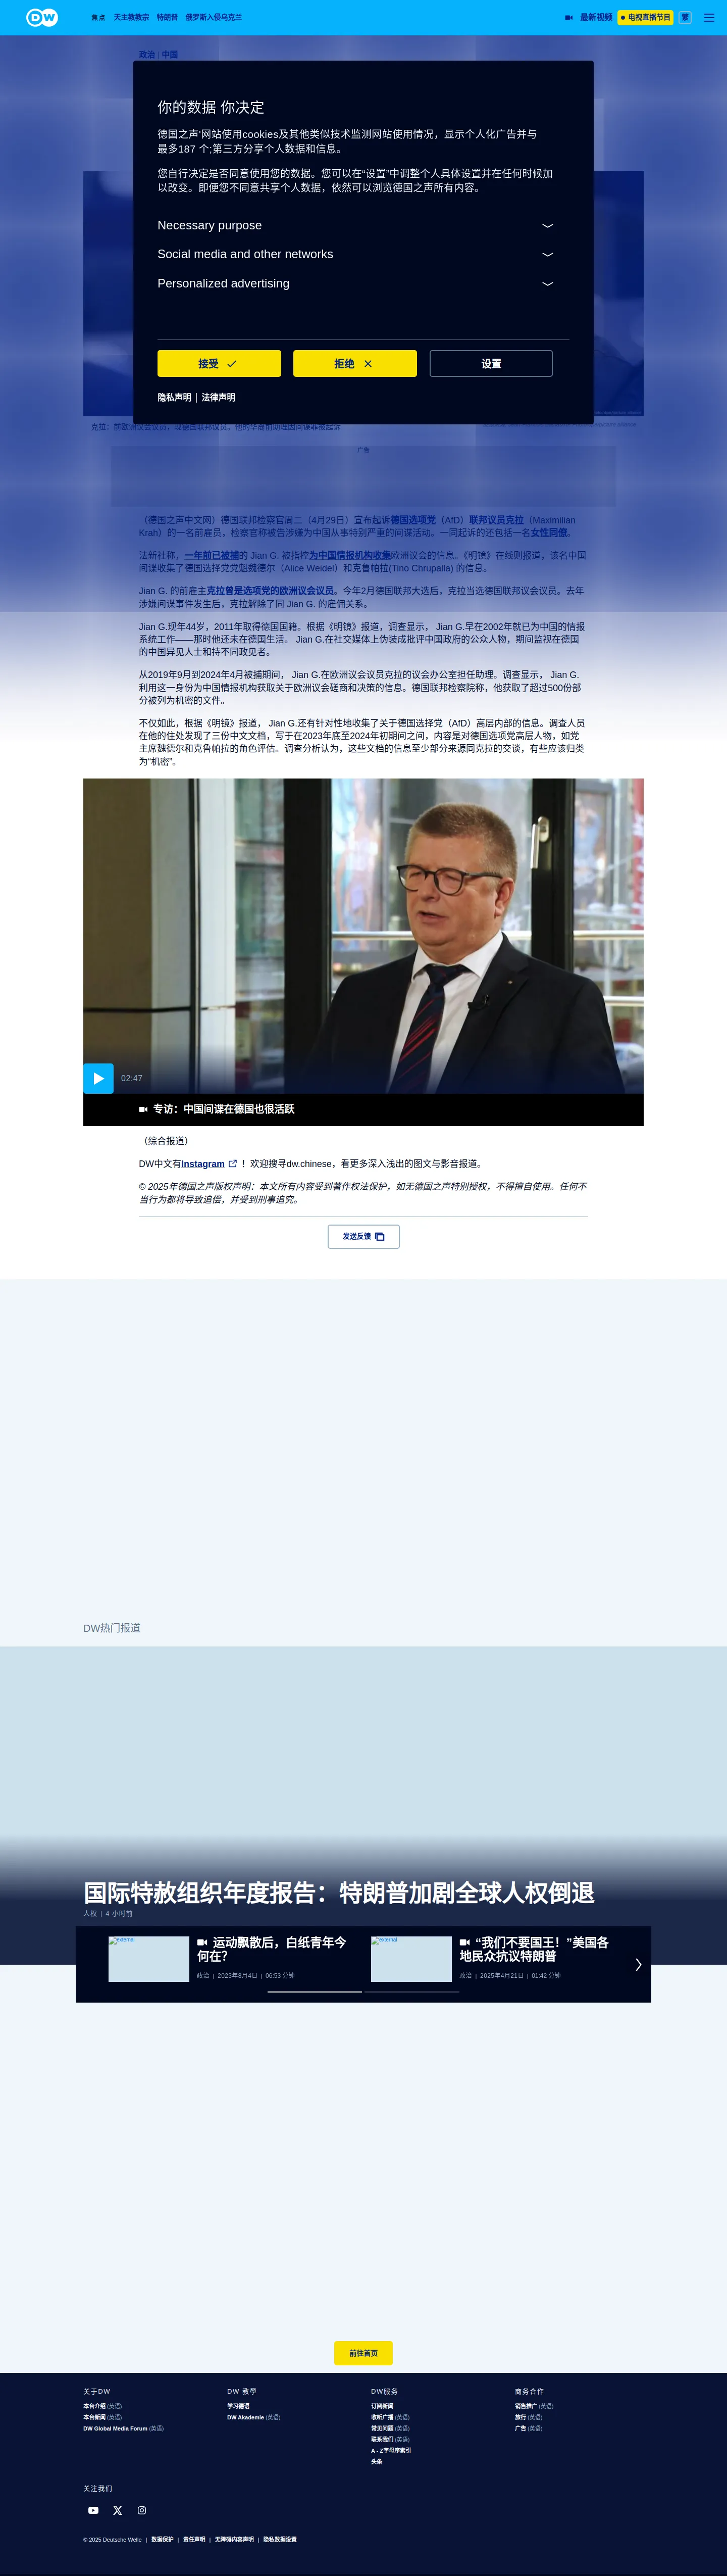 DW
焦点 天主教教宗 特朗普 俄罗斯入侵乌克兰
最新视频 电视直播节目 繁
政治 | 中国
你的数据 你决定
德国之声'网站使用cookies及其他类似技术监测网站使用情况，显示个人化广告并与
最多187 个;第三方分享个人数据和信息。
您自行决定是否同意使用您的数据。您可以在“设置”中调整个人具体设置并在任何时候加
以改变。即便您不同意共享个人数据，依然可以浏览德国之声所有内容。
Necessary purpose
Social media and other networks
Personalized advertising
接受
拒绝
设置
隐私声明 | 法律声明
克拉：前欧洲议会议员，现德国联邦议员。他的华裔前助理因间谍罪被起诉
广告
（德国之声中文网）德国联邦检察官周二（4月29日）宣布起诉德国选项党（AfD）联邦议员克拉（Maximilian
Krah）的一名前雇员，检察官称被告涉嫌为中国从事特别严重的间谍活动。一同起诉的还包括一名女性同僚。
法新社称，一年前已被捕的 Jian G. 被指控为中国情报机构收集欧洲议会的信息。《明镜》在线则报道，该名中国
间谍收集了德国选择党党魁魏德尔（Alice Weidel）和克鲁帕拉(Tino Chrupalla) 的信息。
Jian G. 的前雇主克拉曾是选项党的欧洲议会议员。今年2月德国联邦大选后，克拉当选德国联邦议会议员。去年
涉嫌间谍事件发生后，克拉解除了同 Jian G. 的雇佣关系。
Jian G.现年44岁，2011年取得德国国籍。根据《明镜》报道，调查显示， Jian G.早在2002年就已为中国的情报
系统工作——那时他还未在德国生活。 Jian G.在社交媒体上伪装成批评中国政府的公众人物，期间监视在德国
的中国异见人士和持不同政见者。
从2019年9月到2024年4月被捕期间， Jian G.在欧洲议会议员克拉的议会办公室担任助理。调查显示， Jian G.
利用这一身份为中国情报机构获取关于欧洲议会磋商和决策的信息。德国联邦检察院称，他获取了超过500份部
分被列为机密的文件。
不仅如此，根据《明镜》报道， Jian G.还有针对性地收集了关于德国选择党（AfD）高层内部的信息。调查人员
在他的住处发现了三份中文文档，写于在2023年底至2024年初期间之间，内容是对德国选项党高层人物，如党
主席魏德尔和克鲁帕拉的角色评估。调查分析认为，这些文档的信息至少部分来源同克拉的交谈，有些应该归类
为“机密”。
02:47
专访：中国间谍在德国也很活跃
（综合报道）
DW中文有Instagram ！欢迎搜寻dw.chinese，看更多深入浅出的图文与影音报道。
© 2025年德国之声版权声明：本文所有内容受到著作权法保护，如无德国之声特别授权，不得擅自使用。任何不
当行为都将导致追偿，并受到刑事追究。
发送反馈
DW热门报道
国际特赦组织年度报告：特朗普加剧全球人权倒退
人权 | 4 小时前
external
运动飘散后，白纸青年今
何在？
政治 | 2023年8月4日 | 06:53 分钟
external
“我们不要国王！”美国各
地民众抗议特朗普
政治 | 2025年4月21日 | 01:42 分钟
前往首页
关于DW
本台介绍 (英语)
本台新闻 (英语)
DW Global Media Forum (英语)
DW 教學
学习德语
DW Akademie (英语)
DW服务
订阅新闻
收听广播 (英语)
常见问题 (英语)
联系我们 (英语)
A - Z字母序索引
头条
商务合作
销售推广 (英语)
旅行 (英语)
广告 (英语)
关注我们
© 2025 Deutsche Welle | 数据保护 | 责任声明 | 无障碍内容声明 | 隐私数据设置